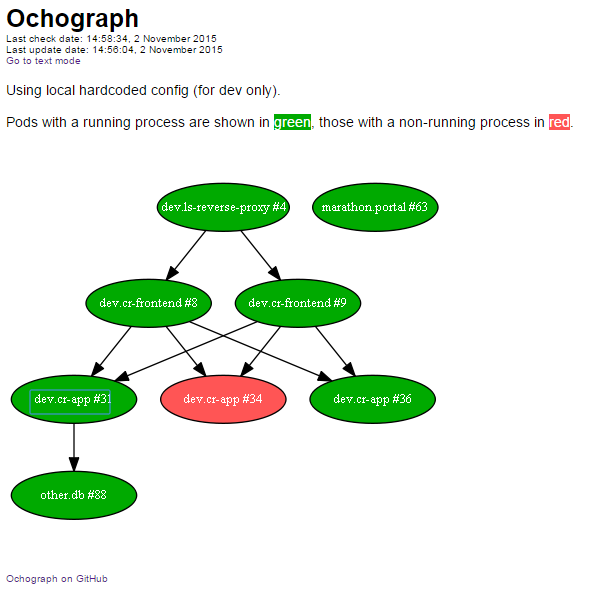 Ochograph
Last check date: 14:58:34, 2 November 2015
Last update date: 14:56:04, 2 November 2015
Go to text mode
Using local hardcoded config (for dev only).
Pods with a running process are shown in green, those with a non-running process in red.
dev.ls-reverse-proxy #4
marathon.portal #63
dev.cr-frontend #8
dev.cr-frontend #9
dev.cr-app #31
dev.cr-app #34
dev.cr-app #36
other.db #88
Ochograph on GitHub